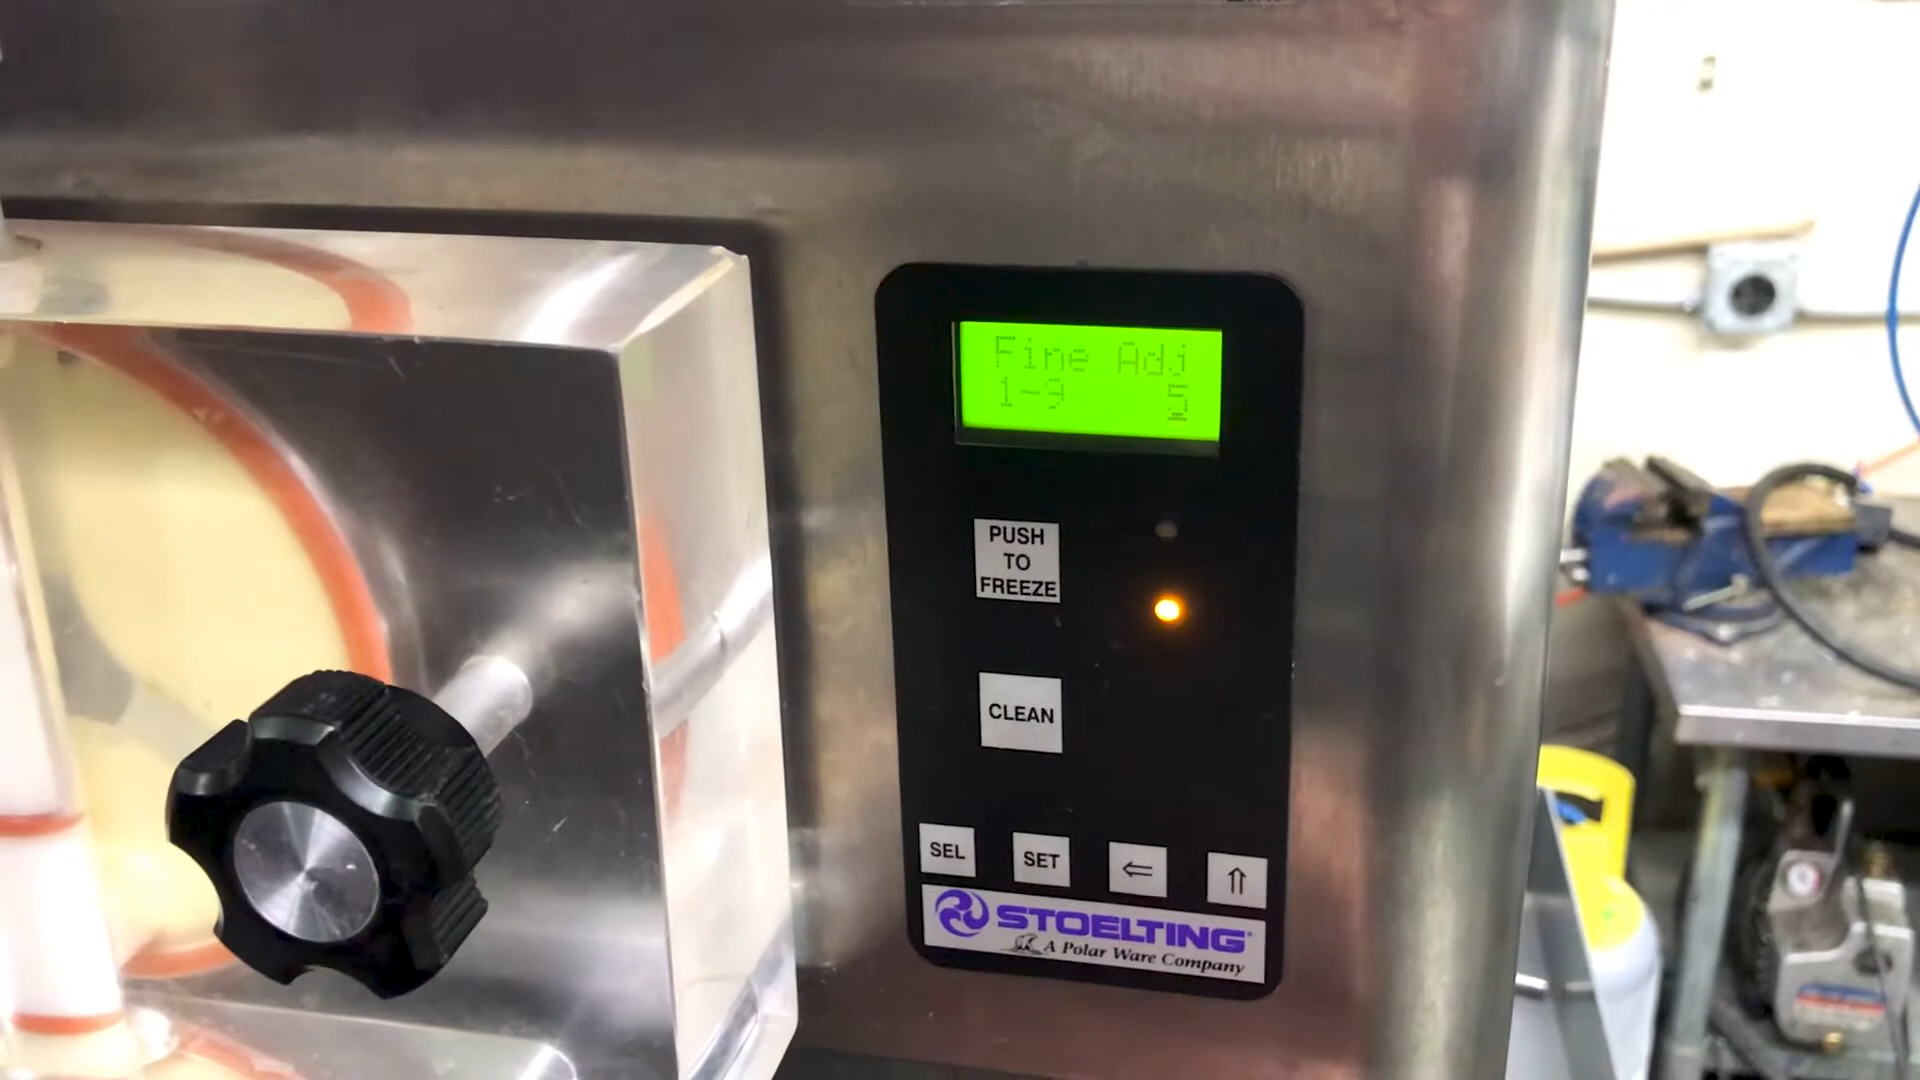 Fine Adj
1-9 5
PUSH
TO
FREEZE
CLEAN
SEL
SET
⇐
⇑
STOELTING
A Polar Ware Company